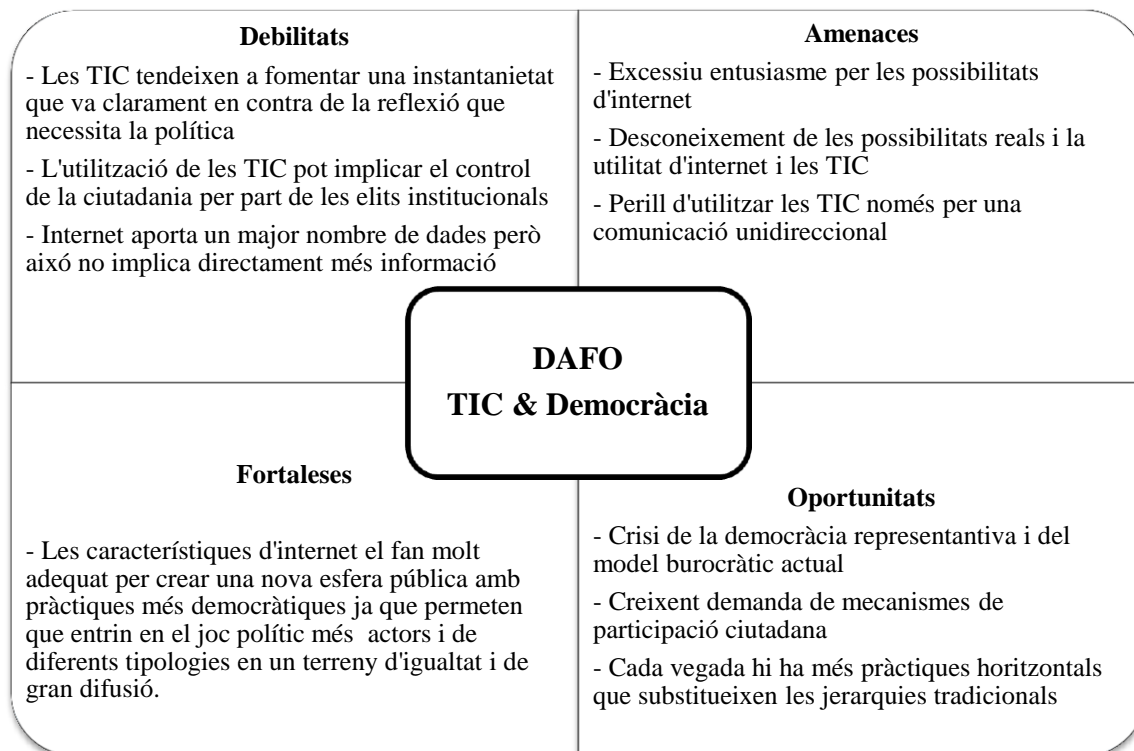 Debilitats
- Les TIC tendeixen a fomentar una instantanietat
que va clarament en contra de la reflexió que
necessita la política
- L'utilització de les TIC pot implicar el control
de la ciutadania per part de les elits institucionals
- Internet aporta un major nombre de dades però
aixó no implica directament més informació
Amenaces
- Excessiu entusiasme per les possibilitats
d'internet
- Desconeixement de les possibilitats reals i la
utilitat d'internet i les TIC
- Perill d'utilitzar les TIC només per una
comunicació unidireccional
DAFO
TIC & Democràcia
Fortaleses
- Les característiques d'internet el fan molt
adequat per crear una nova esfera pública amb
pràctiques més democràtiques ja que permeten
que entrin en el joc polític més actors i de
diferents tipologies en un terreny d'igualtat i de
gran difusió.
Oportunitats
- Crisi de la democràcia representantiva i del
model burocràtic actual
- Creixent demanda de mecanismes de
participació ciutadana
- Cada vegada hi ha més pràctiques horitzontals
que substitueixen les jerarquies tradicionals